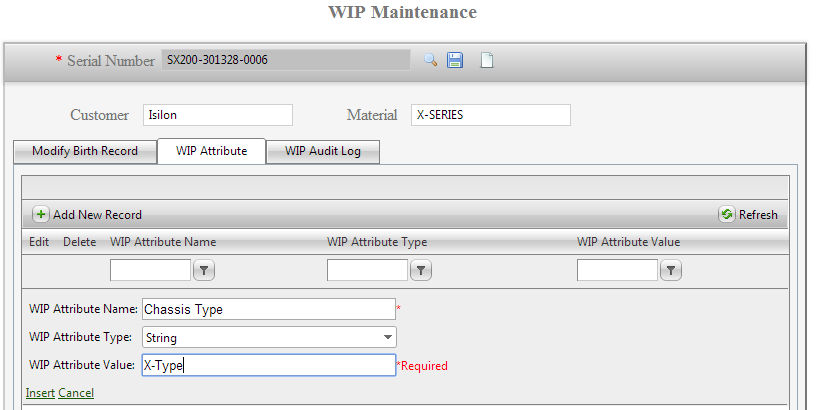 WIP Maintenance
* Serial Number SX200-301328-0006
Customer Isilon Material X-SERIES
Modify Birth Record WIP Attribute WIP Audit Log
Add New Record Refresh
Edit Delete WIP Attribute Name WIP Attribute Type WIP Attribute Value
WIP Attribute Name: Chassis Type *
WIP Attribute Type: String
WIP Attribute Value: X-Type *Required
Insert Cancel